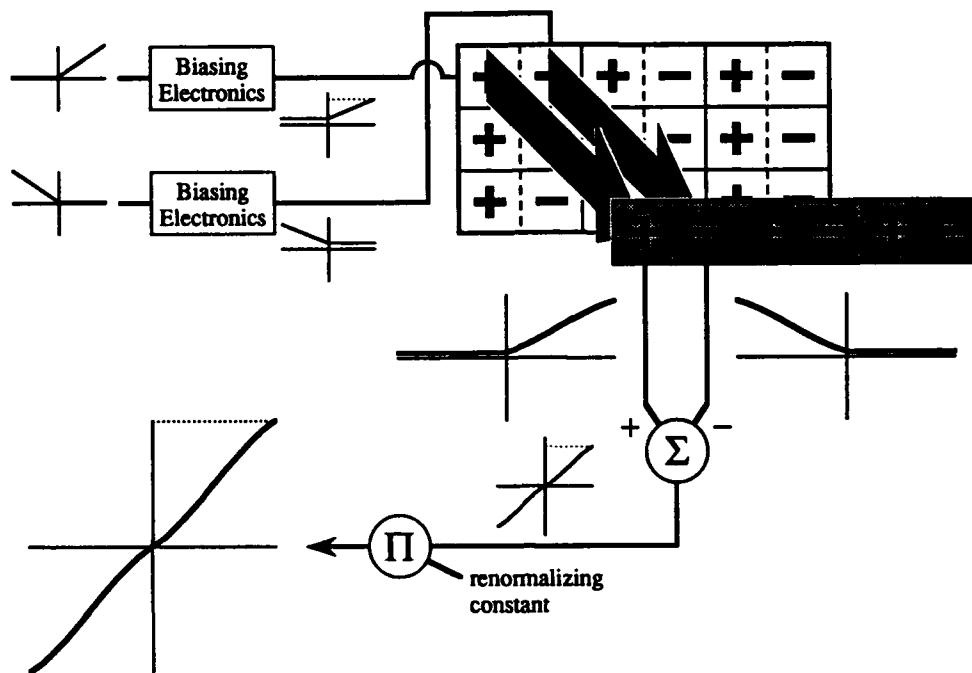 Biasing
Electronics
+ + + − + −
+ − + −
Biasing
Electronics
+ − + −
+ −
Σ
Π
renormalizing
constant